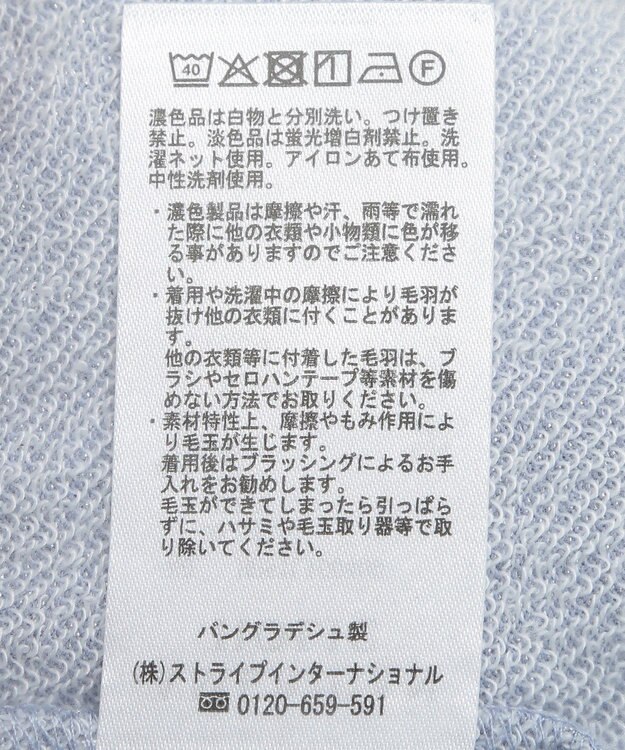 40 F
濃色品は白物と分別洗い。つけ置き
禁止。淡色品は蛍光増白剤禁止。洗
濯ネット使用。アイロンあて布使用。
中性洗剤使用。
・濃色製品は摩擦や汗、雨等で濡れ
た際に他の衣類や小物類に色が移
る事がありますのでご注意くださ
い。
・着用や洗濯中の摩擦により毛羽が
抜け他の衣類に付くことがありま
す。
他の衣類等に付着した毛羽は、ブ
ラシやセロハンテープ等素材を傷
めない方法でお取りください。
・素材特性上、摩擦やもみ作用によ
り毛玉が生じます。
着用後はブラッシングによるお手
入れをお勧めします。
毛玉ができてしまったら引っぱら
ずに、ハサミや毛玉取り器等で取
り除いてください。
バングラデシュ製
(株)ストライプインターナショナル
0120-659-591